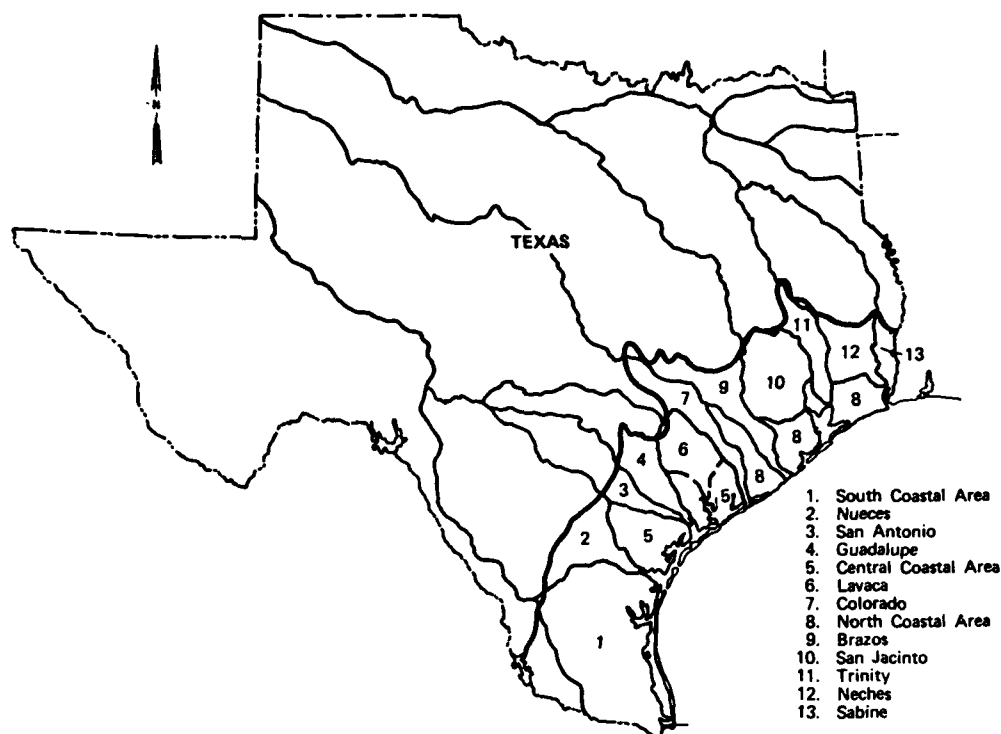 N
TEXAS
11
12
13
10
9
8
7
8
6
4
8
3
5
5
2
1
1. South Coastal Area
2. Nueces
3. San Antonio
4. Guadalupe
5. Central Coastal Area
6. Lavaca
7. Colorado
8. North Coastal Area
9. Brazos
10. San Jacinto
11. Trinity
12. Neches
13. Sabine